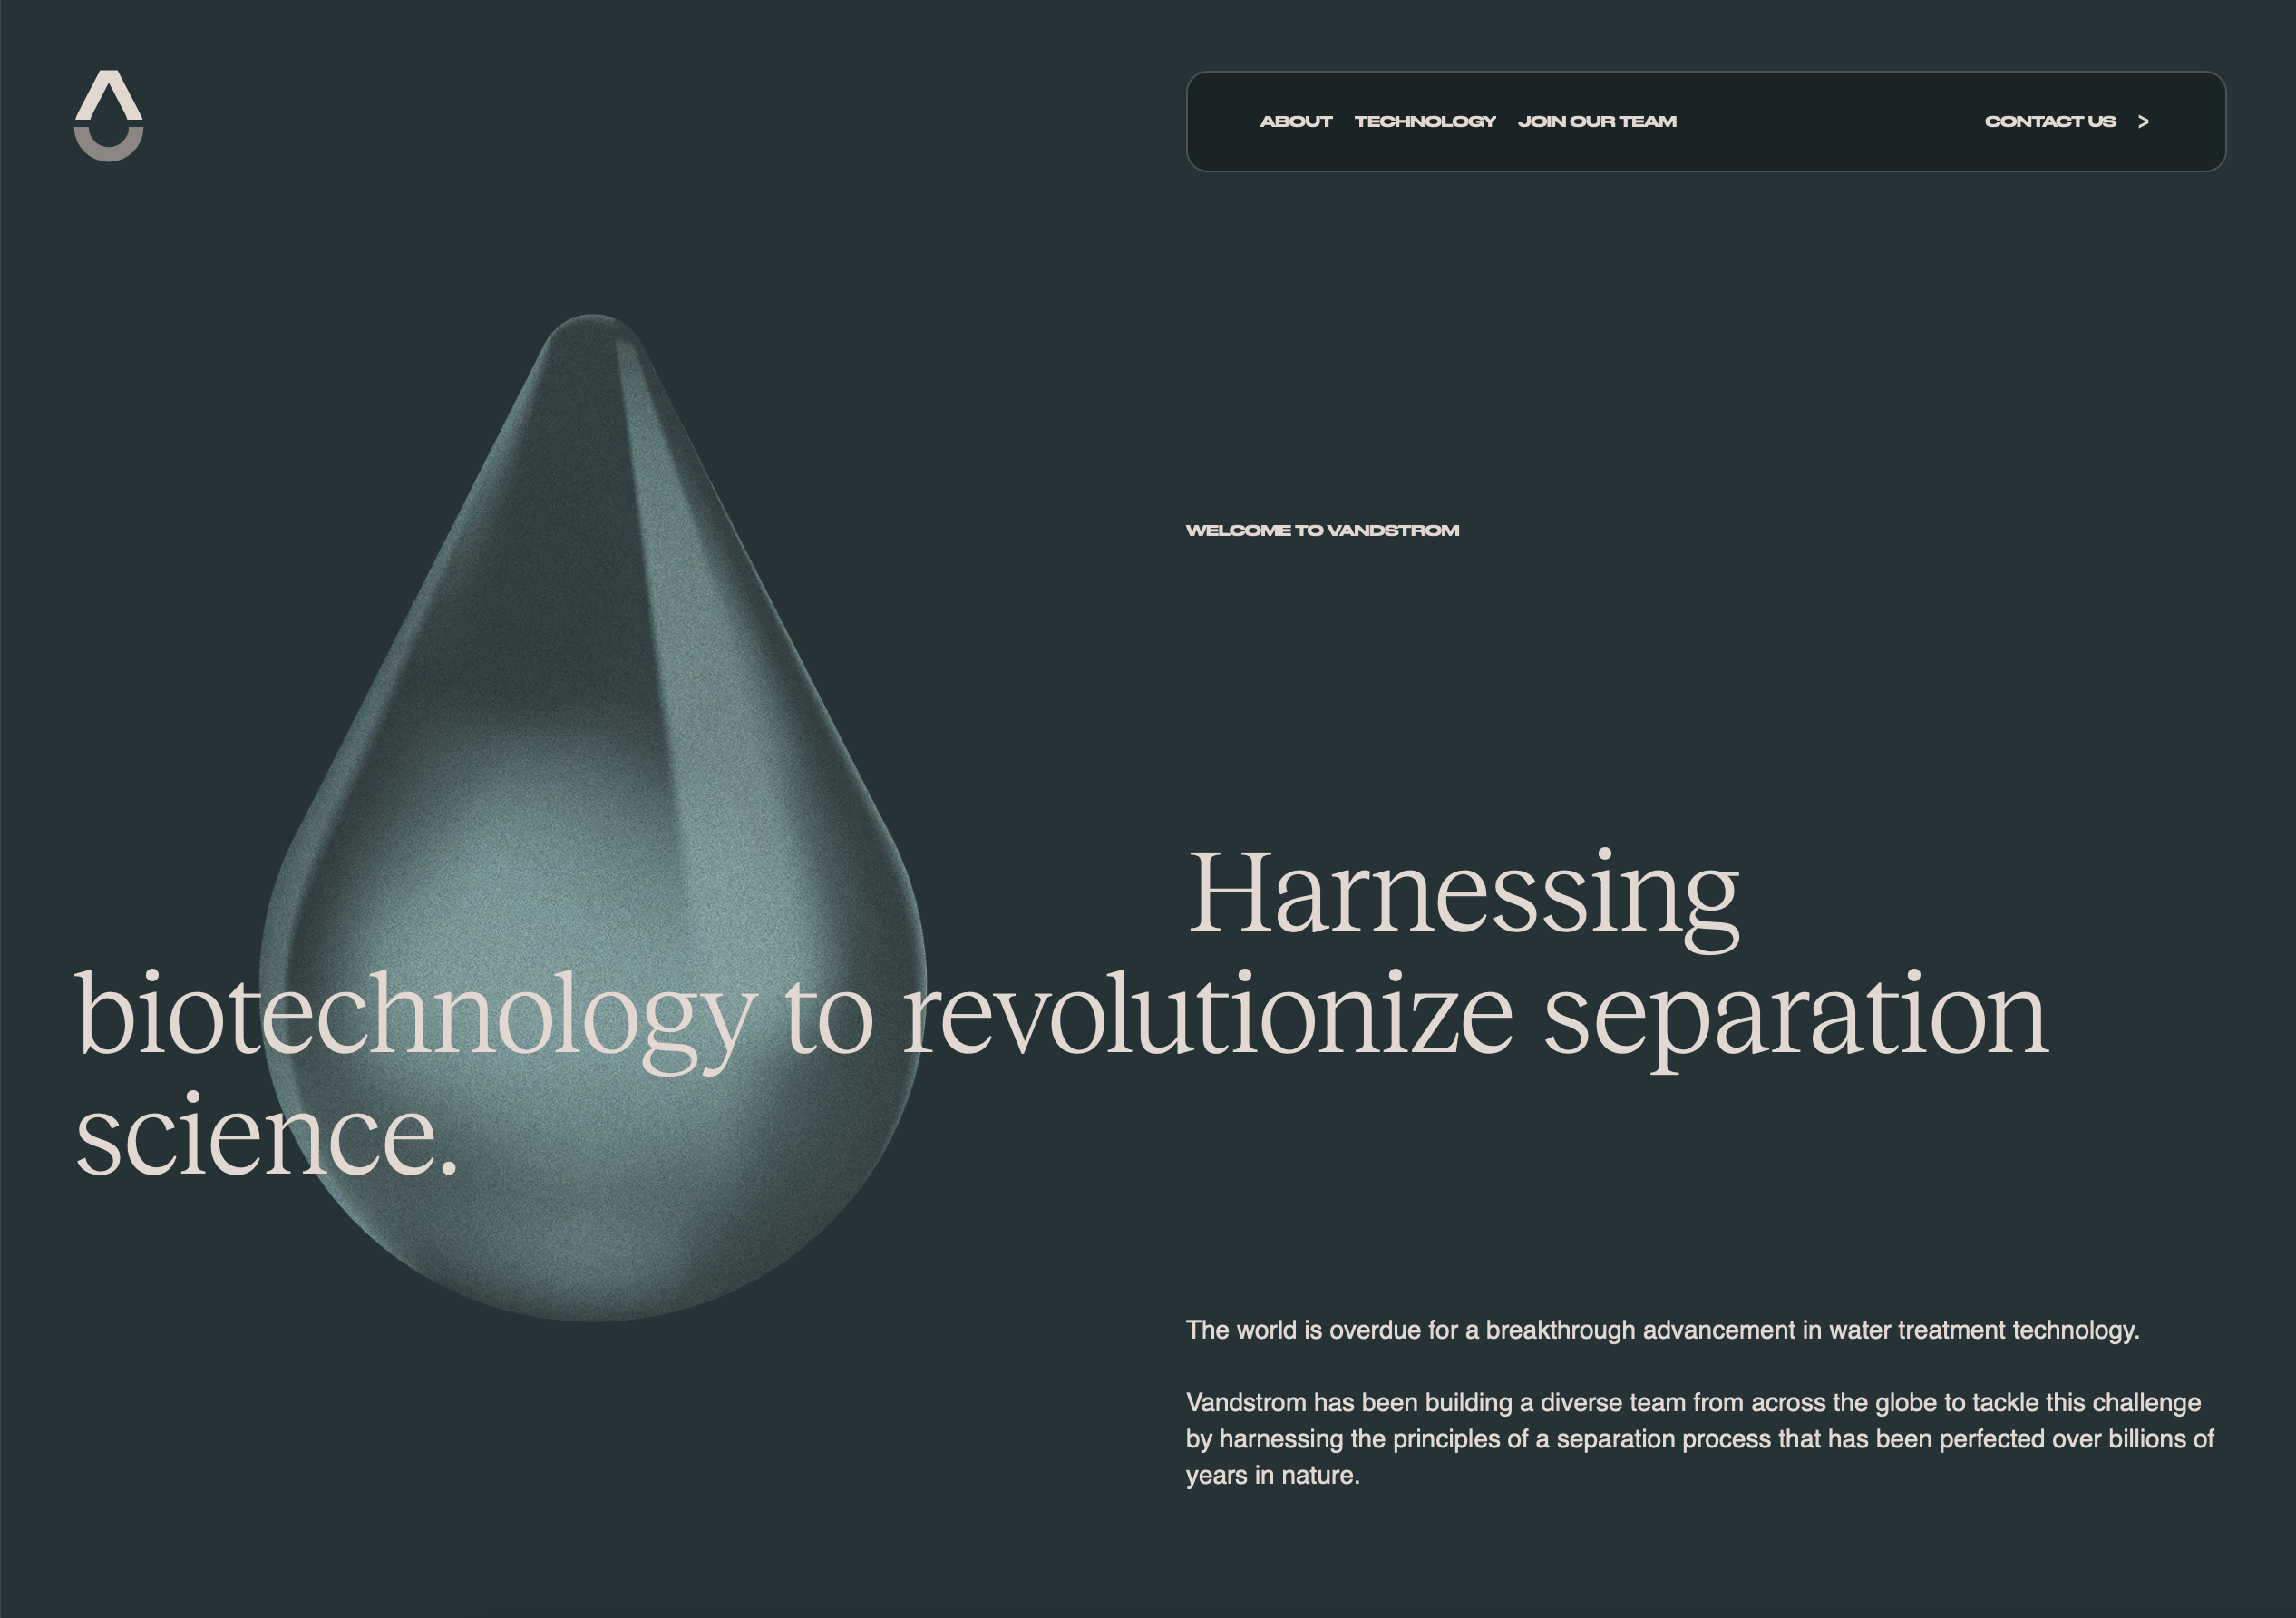 ABOUT TECHNOLOGY JOIN OUR TEAM CONTACT US >
WELCOME TO VANDSTROM
Harnessing
biotechnology to revolutionize separation
science.
The world is overdue for a breakthrough advancement in water treatment technology.
Vandstrom has been building a diverse team from across the globe to tackle this challenge
by harnessing the principles of a separation process that has been perfected over billions of
years in nature.